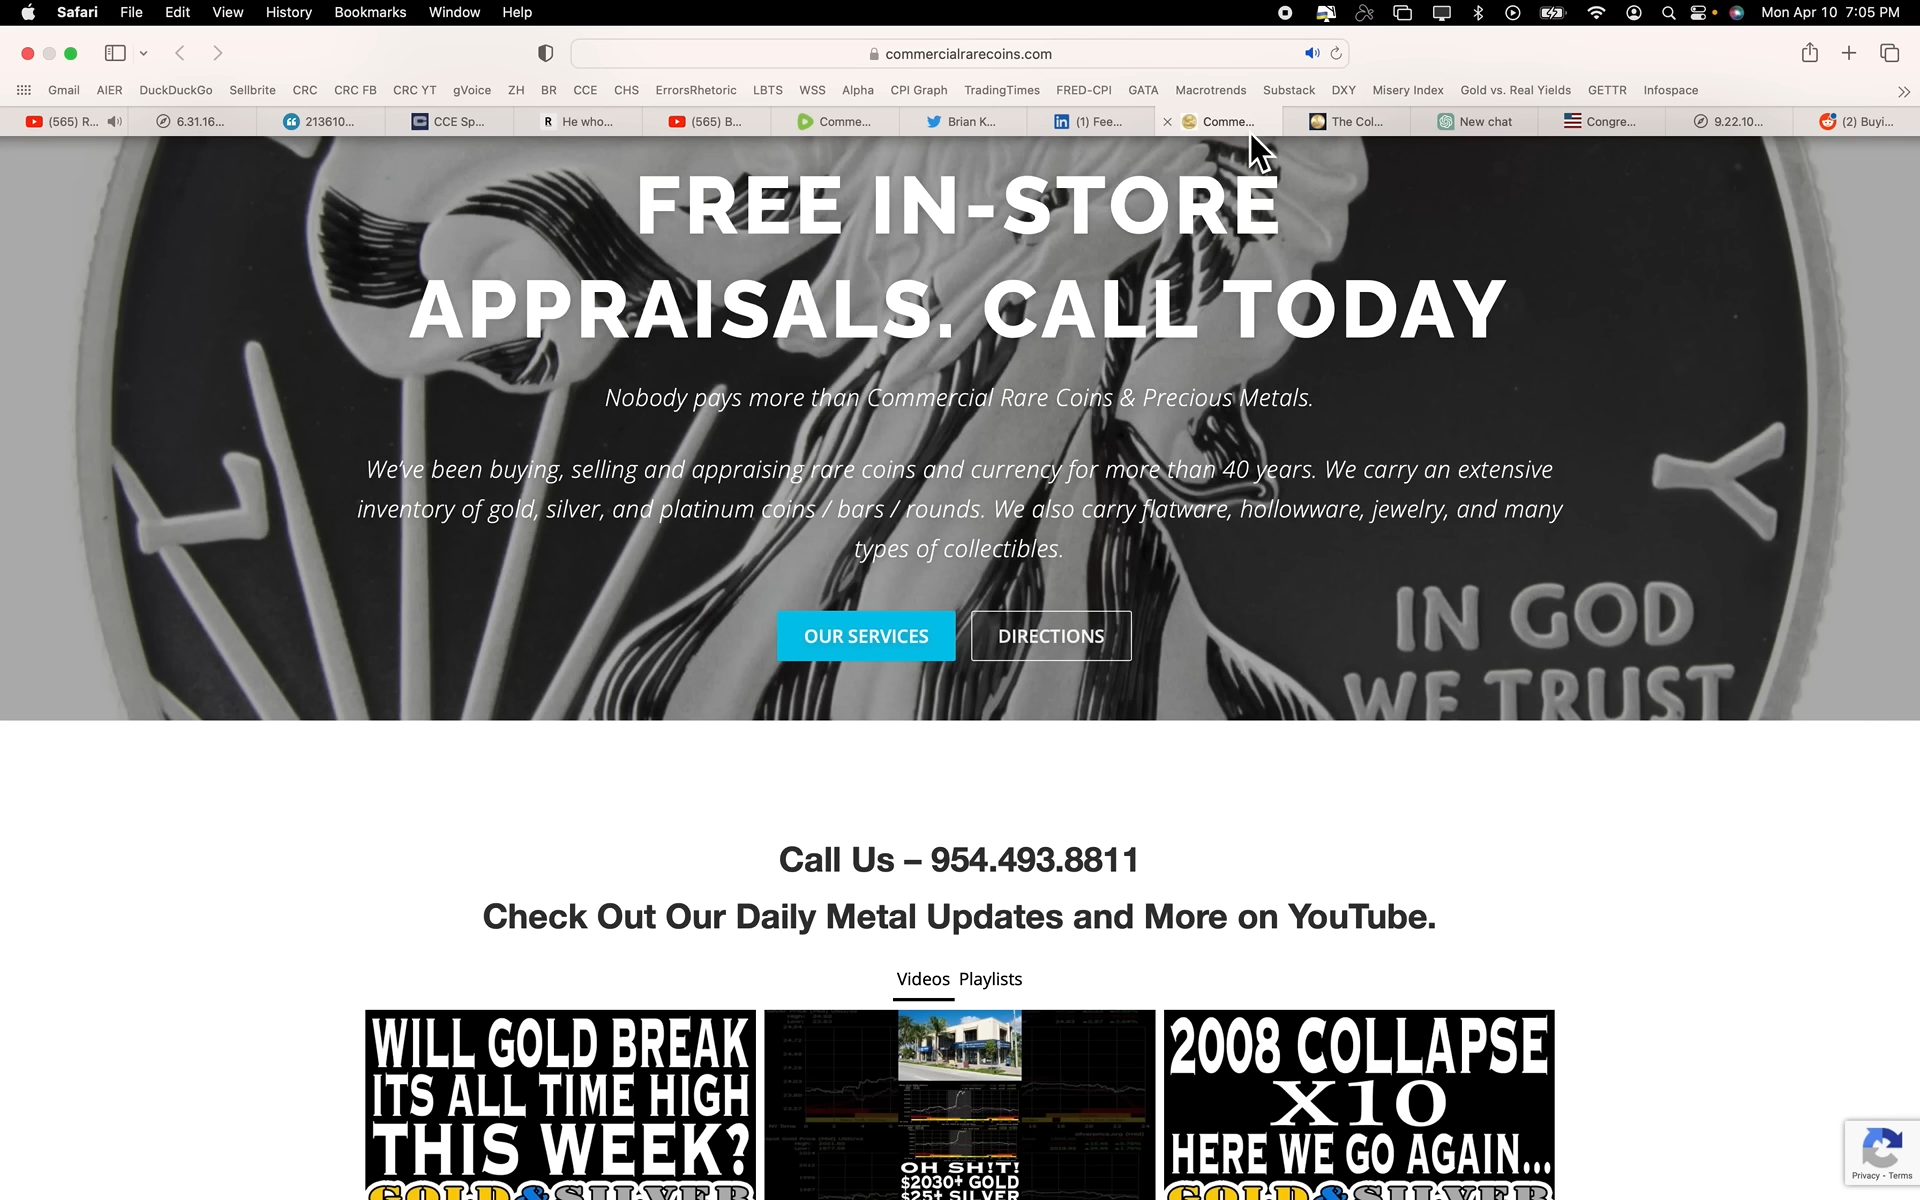 Safari File Edit View History Bookmarks Window Help Mon Apr 10 7:05 PM
commercialrarecoins.com
Gmail AIER DuckDuckGo Sellbrite CRC CRC FB CRC YT gVoice ZH BR CCE CHS ErrorsRhetoric LBTS WSS Alpha CPI Graph TradingTimes FRED-CPI GATA Macrotrends Substack DXY Misery Index Gold vs. Real Yields GETTR Infospace
(565) R... 6.31.16... 213610... CCE Sp... He who... (565) B... Comme... Brian K... (1) Fee... Comme... The Col... New chat Congre... 9.22.10... (2) Buyi...
FREE IN-STORE
APPRAISALS. CALL TODAY
Nobody pays more than Commercial Rare Coins & Precious Metals.
We've been buying, selling and appraising rare coins and currency for more than 40 years. We carry an extensive
inventory of gold, silver, and platinum coins / bars / rounds. We also carry flatware, hollowware, jewelry, and many
types of collectibles.
L Y
IN GOD
WE TRUST
OUR SERVICES DIRECTIONS
Call Us – 954.493.8811
Check Out Our Daily Metal Updates and More on YouTube.
Videos Playlists
WILL GOLD BREAK
ITS ALL TIME HIGH
THIS WEEK?
GOLD & SILVER
OH SH!T!
$2030+ GOLD
$25+ SILVER
2008 COLLAPSE
X10
HERE WE GO AGAIN...
GOLD & SILVER
Privacy - Terms